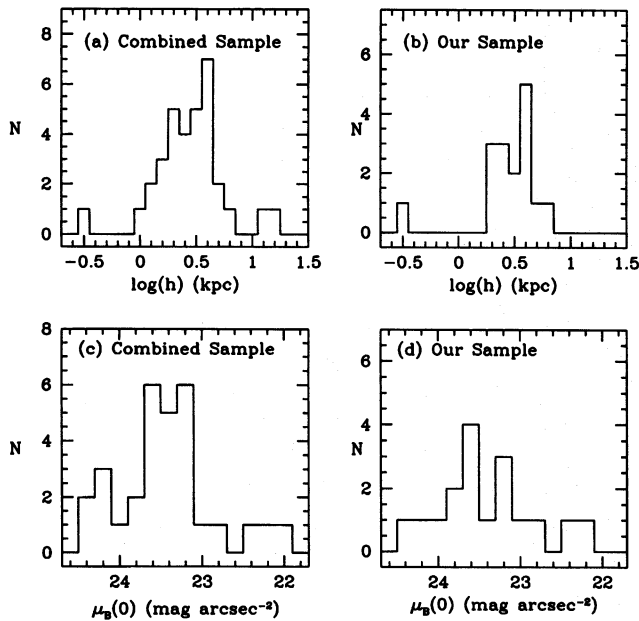 (a) Combined Sample
8
6
4
2
0
N
−0.5 0 0.5 1 1.5
log(h) (kpc)
(b) Our Sample
6
4
2
0
N
−0.5 0 0.5 1 1.5
log(h) (kpc)
(c) Combined Sample
8
6
4
2
0
N
24 23 22
μB(0) (mag arcsec⁻²)
(d) Our Sample
6
4
2
0
N
24 23 22
μB(0) (mag arcsec⁻²)